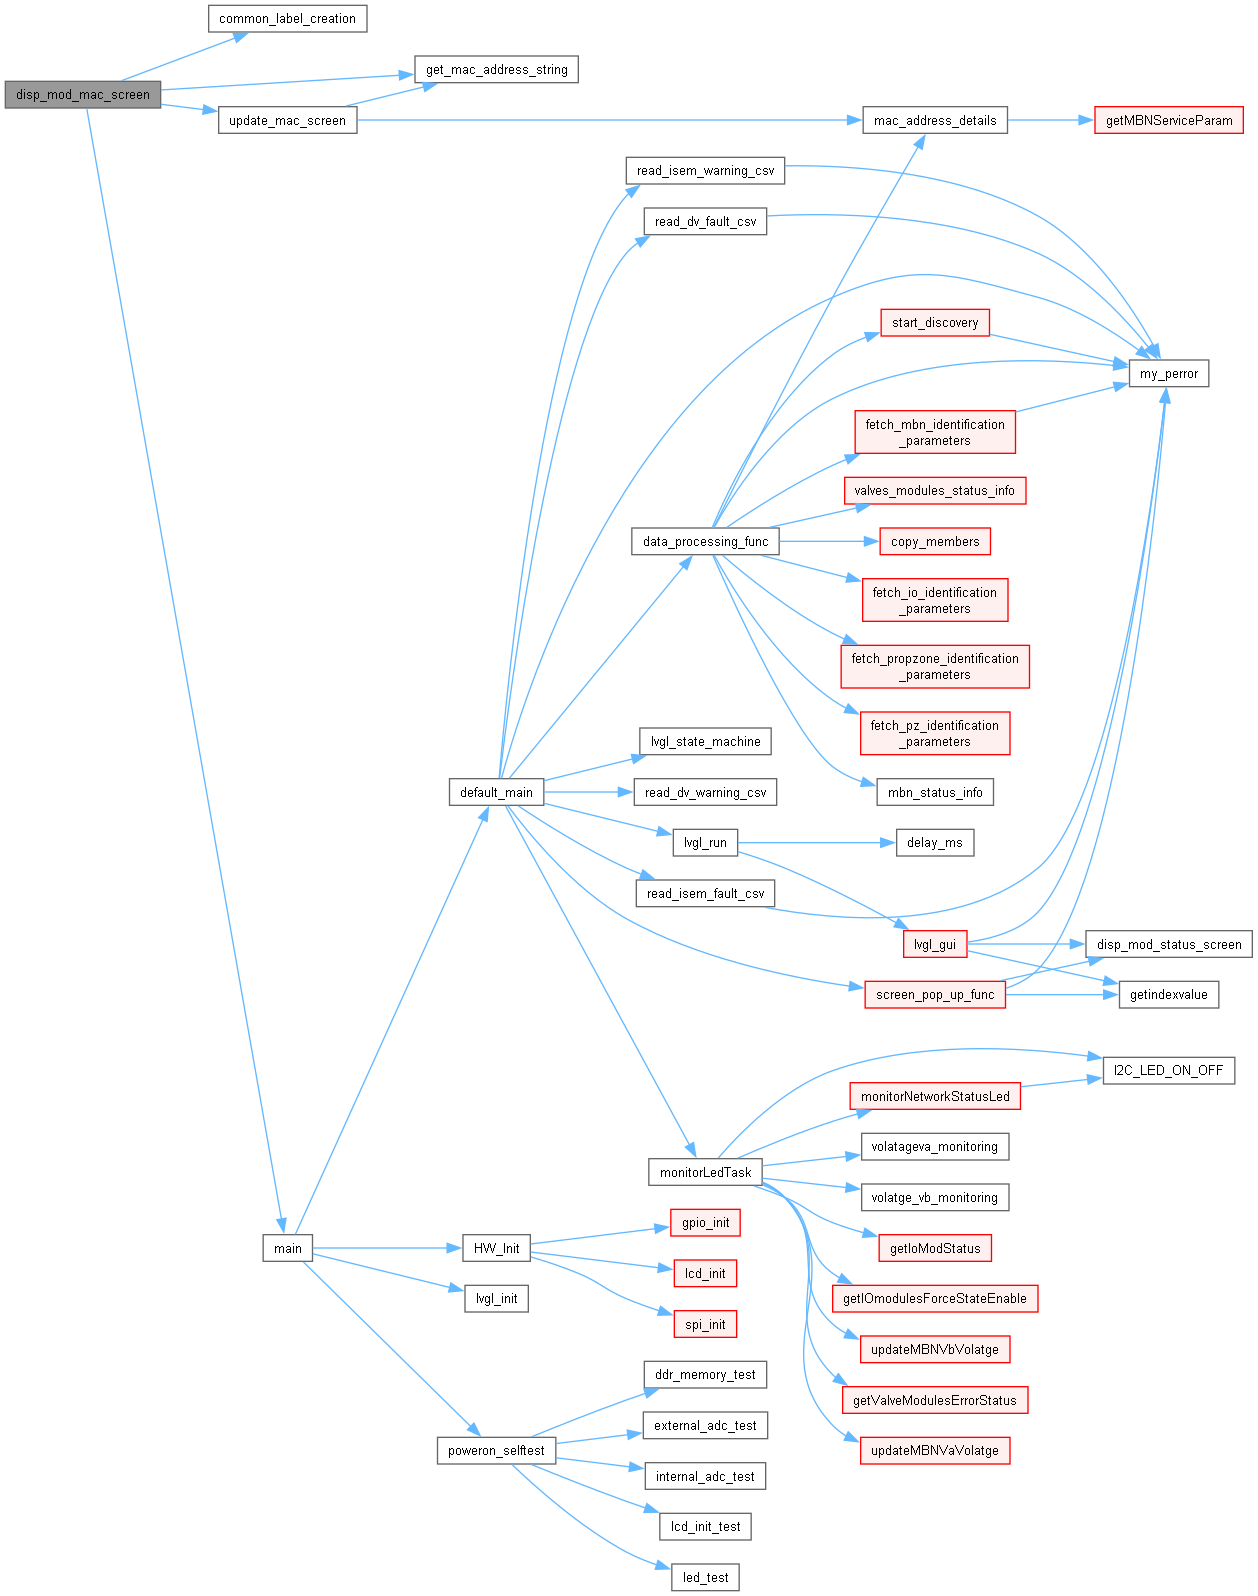 common_label_creation
get_mac_address_string
disp_mod_mac_screen
update_mac_screen
mac_address_details
getMBNServiceParam
read_isem_warning_csv
read_dv_fault_csv
start_discovery
my_perror
fetch_mbn_identification
_parameters
valves_modules_status_info
data_processing_func
copy_members
fetch_io_identification
_parameters
fetch_propzone_identification
_parameters
fetch_pz_identification
_parameters
lvgl_state_machine
default_main
read_dv_warning_csv
mbn_status_info
lvgl_run
delay_ms
read_isem_fault_csv
lvgl_gui
disp_mod_status_screen
screen_pop_up_func
getindexvalue
I2C_LED_ON_OFF
monitorNetworkStatusLed
volatageva_monitoring
monitorLedTask
volatge_vb_monitoring
gpio_init
main
HW_Init
getIoModStatus
lcd_init
lvgl_init
getIOmodulesForceStateEnable
spi_init
updateMBNVbVolatge
ddr_memory_test
getValveModulesErrorStatus
external_adc_test
poweron_selftest
updateMBNVaVolatge
internal_adc_test
lcd_init_test
led_test